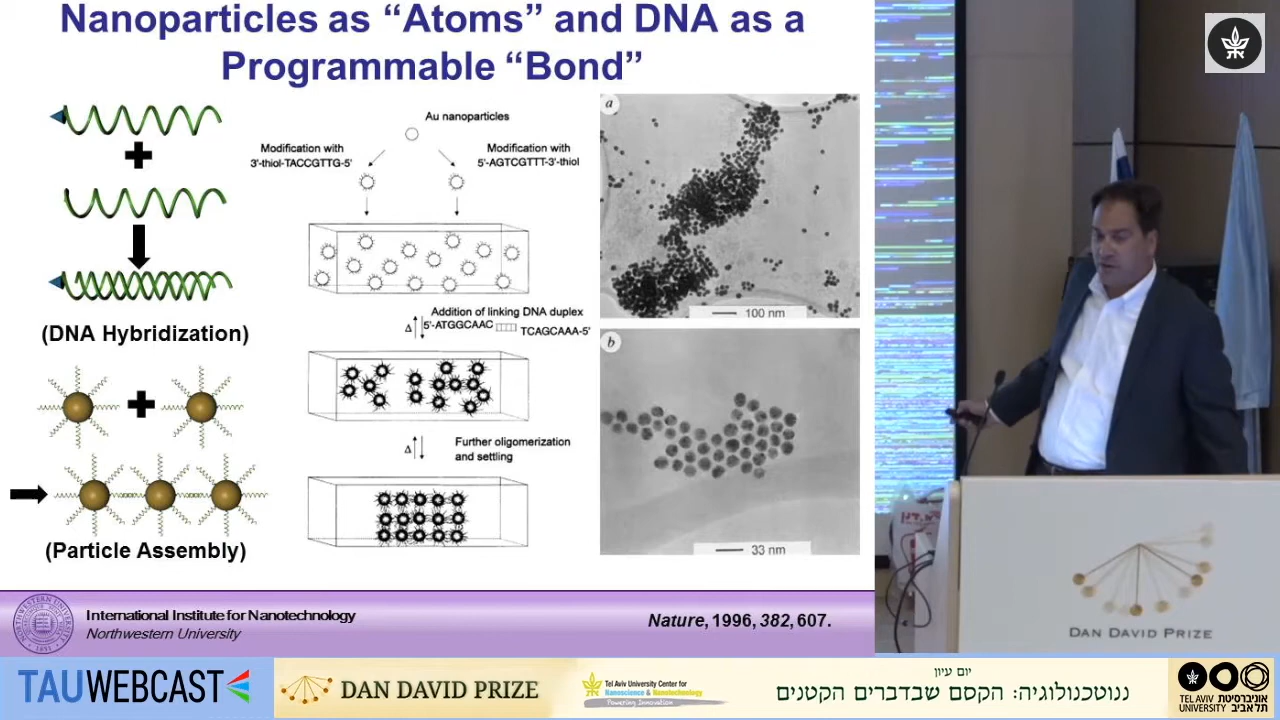 Nanoparticles as “Atoms” and DNA as a
Programmable “Bond”
(DNA Hybridization)
(Particle Assembly)
Au nanoparticles
Modification with
3'-thiol-TACCGTTG-5'
Modification with
5'-AGTCGTTT-3'-thiol
Addition of linking DNA duplex
Δ
5'-ATGGCAAC
TCAGCAAA-5'
Δ
Further oligomerization
and settling
a
100 nm
b
33 nm
International Institute for Nanotechnology
Northwestern University
Nature, 1996, 382, 607.
DAN DAVID PRIZE
TAUWEBCAST
DAN DAVID PRIZE
Tel Aviv University Center for
Nanoscience & Nanotechnology
Powering Innovation
יום עיון
ננוטכנולוגיה: הקסם שבדברים הקטנים
TEL AVIV אוניברסיטת
UNIVERSITY תל אביב